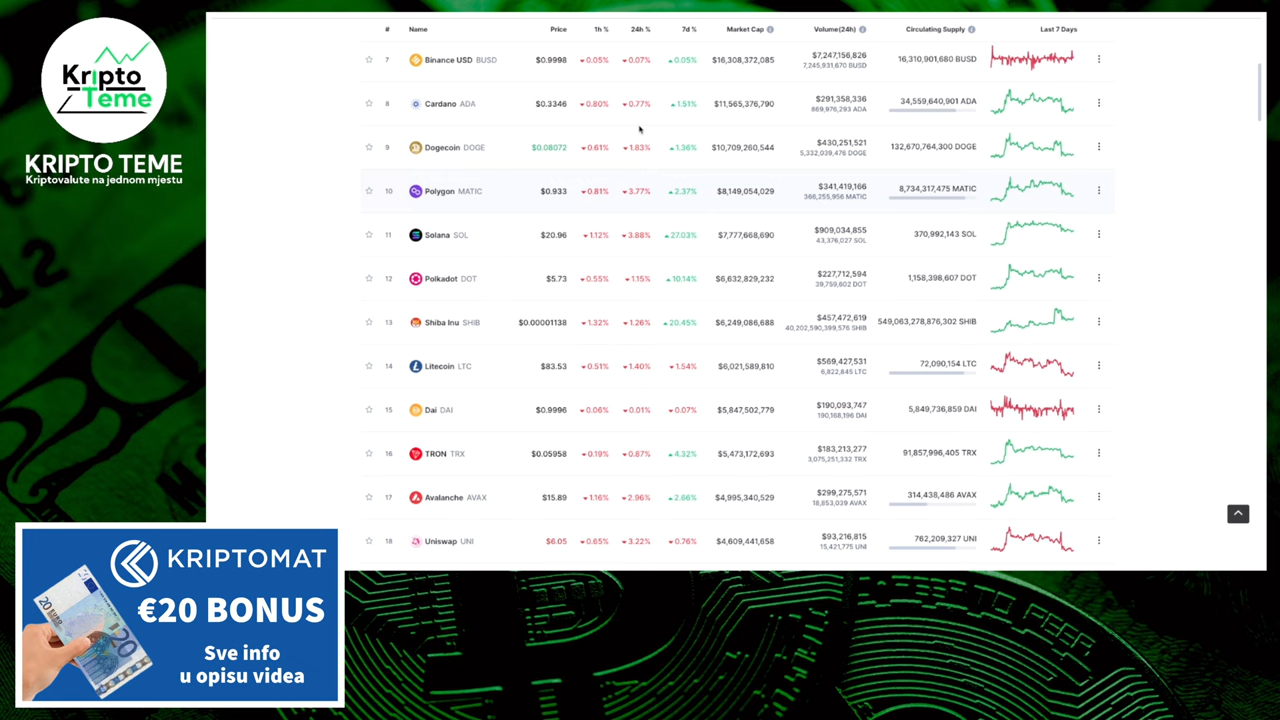 Kripto
Teme
KRIPTO TEME
Kriptovalute na jednom mjestu
# Name Price 1h % 24h % 7d % Market Cap Volume(24h) Circulating Supply Last 7 Days
7 Binance USD BUSD $0.9998 0.05% 0.07% 0.05% $16,308,372,085 $7,247,156,826 16,310,901,680 BUSD
7,245,931,670 BUSD
8 Cardano ADA $0.3346 0.80% 0.77% 1.51% $11,565,376,790 $291,358,336 34,559,640,901 ADA
869,976,293 ADA
9 Dogecoin DOGE $0.08072 0.61% 1.83% 1.36% $10,709,260,544 $430,251,521 132,670,764,300 DOGE
5,332,039,476 DOGE
10 Polygon MATIC $0.933 0.81% 3.77% 2.37% $8,149,054,029 $341,419,166 8,734,317,475 MATIC
366,255,956 MATIC
11 Solana SOL $20.96 1.12% 3.88% 27.03% $7,777,668,690 $909,034,855 370,992,143 SOL
43,376,027 SOL
12 Polkadot DOT $5.73 0.55% 1.15% 10.14% $6,632,829,232 $227,712,594 1,158,398,607 DOT
39,759,602 DOT
13 Shiba Inu SHIB $0.00001138 1.32% 1.26% 20.45% $6,249,086,688 $457,472,619 549,063,278,876,302 SHIB
40,202,590,399,576 SHIB
14 Litecoin LTC $83.53 0.51% 1.40% 1.54% $6,021,589,810 $569,427,531 72,090,154 LTC
6,822,845 LTC
15 Dai DAI $0.9996 0.06% 0.01% 0.07% $5,847,502,779 $190,093,747 5,849,736,859 DAI
190,168,196 DAI
16 TRON TRX $0.05958 0.19% 0.87% 4.32% $5,473,172,693 $183,213,277 91,857,996,405 TRX
3,075,251,332 TRX
17 Avalanche AVAX $15.89 1.16% 2.96% 2.66% $4,995,340,529 $299,275,571 314,438,486 AVAX
18,853,039 AVAX
18 Uniswap UNI $6.05 0.65% 3.22% 0.76% $4,609,441,658 $93,216,815 762,209,327 UNI
15,421,775 UNI
KRIPTOMAT
€20 BONUS
Sve info
u opisu videa